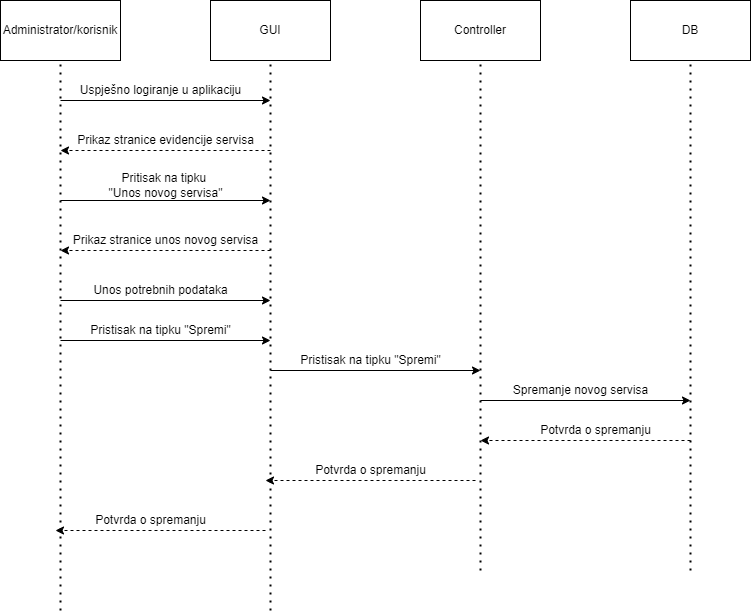 Administrator/korisnik
GUI
Controller
DB
Uspješno logiranje u aplikaciju
Prikaz stranice evidencije servisa
Pritisak na tipku
"Unos novog servisa"
Prikaz stranice unos novog servisa
Unos potrebnih podataka
Pristisak na tipku "Spremi"
Pristisak na tipku "Spremi"
Spremanje novog servisa
Potvrda o spremanju
Potvrda o spremanju
Potvrda o spremanju